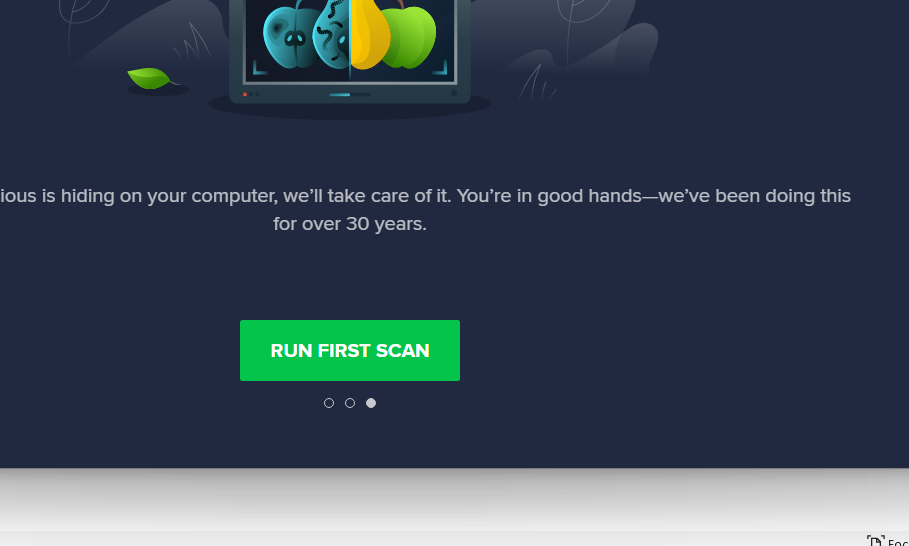 ious is hiding on your computer, we’ll take care of it. You’re in good hands—we’ve been doing this
for over 30 years.
RUN FIRST SCAN
Foc